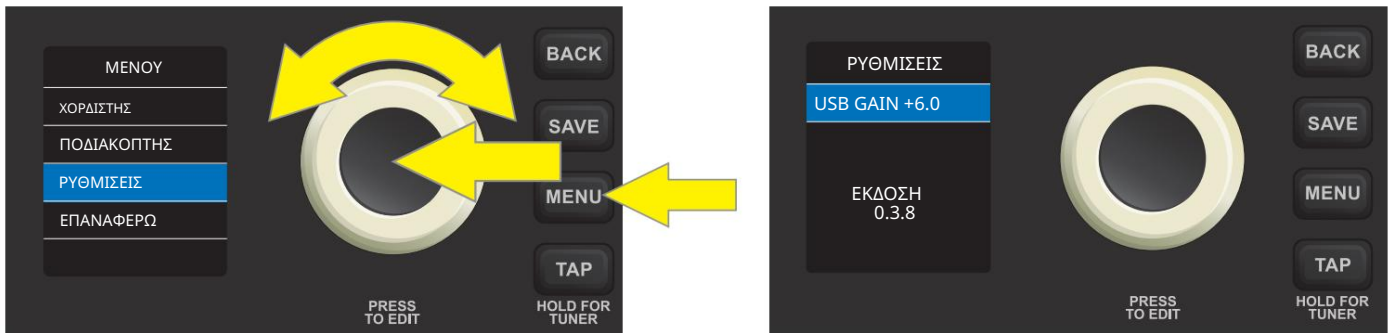 ΜΕΝΟΥ
ΧΟΡΔΙΣΤΗΣ
ΠΟΔΙΑΚΟΠΤΗΣ
ΡΥΘΜΙΣΕΙΣ
ΕΠΑΝΑΦΕΡΩ
BACK
SAVE
MENU
TAP
PRESS
TO EDIT
HOLD FOR
TUNER
ΡΥΘΜΙΣΕΙΣ
USB GAIN +6.0
ΕΚΔΟΣΗ
0.3.8
BACK
SAVE
MENU
TAP
PRESS
TO EDIT
HOLD FOR
TUNER